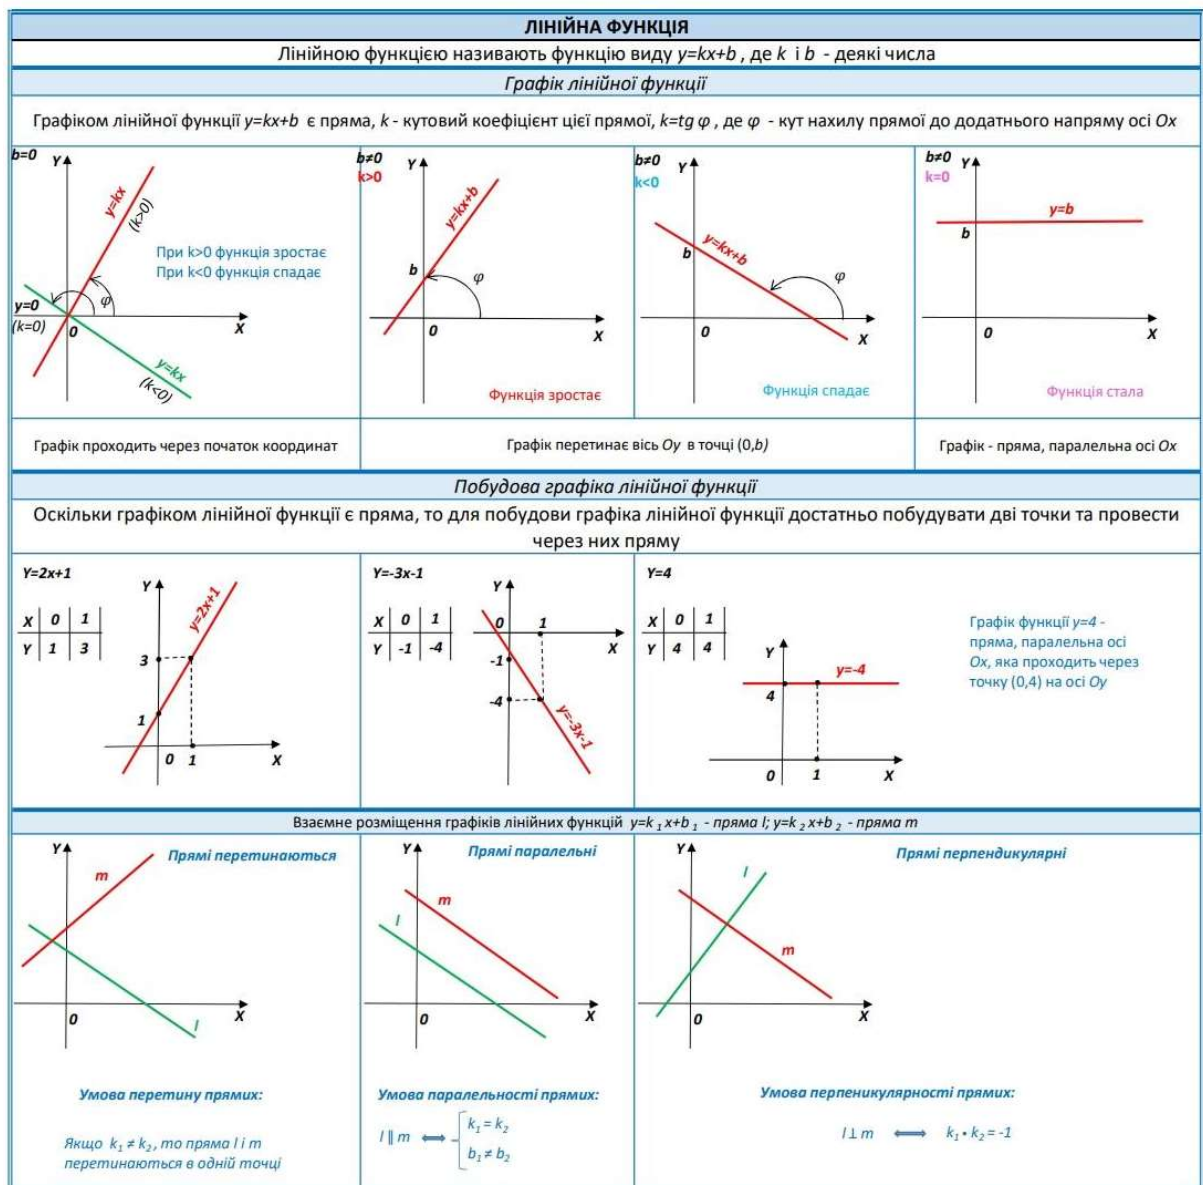 ЛІНІЙНА ФУНКЦІЯ
Лінійною функцією називають функцію виду y=kx+b , де k і b - деякі числа
Графік лінійної функції
Графіком лінійної функції y=kx+b є пряма, k - кутовий коефіцієнт цієї прямої, k=tg φ , де φ - кут нахилу прямої до додатнього напряму осі Ox
b=0
Y
y=kx
(k>0)
При k>0 функція зростає
При k<0 функція спадає
y=0
(k=0)
φ
0
X
y=kx
(k<0)
b≠0
k>0
Y
y=kx+b
b
φ
0
X
Функція зростає
b≠0
k<0
Y
y=kx+b
b
φ
0
X
Функція спадає
b≠0
k=0
Y
y=b
b
0
X
Функція стала
Графік проходить через початок координат
Графік перетинає вісь Oy в точці (0,b)
Графік - пряма, паралельна осі Ox
Побудова графіка лінійної функції
Оскільки графіком лінійної функції є пряма, то для побудови графіка лінійної функції достатньо побудувати дві точки та провести
через них пряму
Y=2x+1
X 0 1
Y 1 3
Y
y=2x+1
3
1
0 1
X
Y=-3x-1
X 0 1
Y -1 -4
Y
0 1
X
-1
-4
y=-3x-1
Y=4
X 0 1
Y 4 4
Y
y=-4
4
0 1
X
Графік функції y=4 -
пряма, паралельна осі
Ox, яка проходить через
точку (0,4) на осі Oy
Взаємне розміщення графіків лінійних функцій y=k₁x+b₁ - пряма l; y=k₂x+b₂ - пряма m
Y
Прямі перетинаються
m
0
X
l
Умова перетину прямих:
Якщо k₁ ≠ k₂, то пряма l і m
перетинаються в одній точці
Y
Прямі паралельні
m
l
0
X
Умова паралельності прямих:
l ∥ m ⟺ { k₁ = k₂
b₁ ≠ b₂
Y
Прямі перпендикулярні
l
m
0
X
Умова перпеникулярності прямих:
l ⊥ m ⟺ k₁ • k₂ = -1